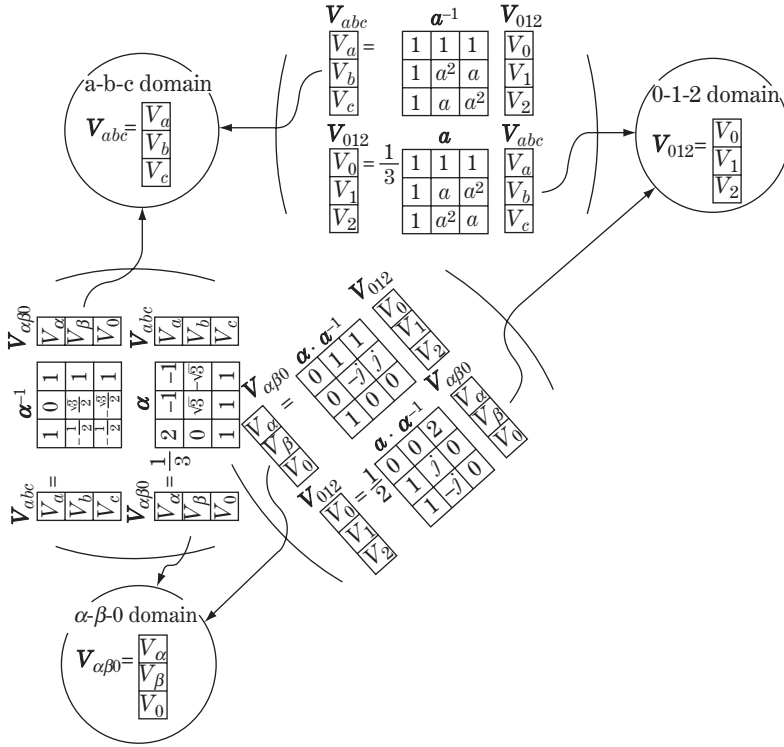 V_abc a⁻¹ V_012
V_a = 1 1 1 V_0
V_b 1 a² a V_1
V_c 1 a a² V_2
V_012 a V_abc
V_0 = 1/3 1 1 1 V_a
V_1 1 a a² V_b
V_2 1 a² a V_c
a-b-c domain
V_abc = V_a
V_b
V_c
0-1-2 domain
V_012 = V_0
V_1
V_2
V_abc α⁻¹ V_αβ0
V_a = 1 0 1 V_α
V_b -1/2 √3/2 1 V_β
V_c -1/2 -√3/2 1 V_0
V_αβ0 α V_abc
V_α = 1/3 2 -1 -1 V_a
V_β 0 √3 -√3 V_b
V_0 1 1 1 V_c
V_αβ0 α · a⁻¹ V_012
V_α = 0 1 1 V_0
V_β 0 -j j V_1
V_0 1 0 0 V_2
V_012 a · α⁻¹ V_αβ0
V_0 = 1/2 0 0 2 V_α
V_1 1 j 0 V_β
V_2 1 -j 0 V_0
α-β-0 domain
V_αβ0 = V_α
V_β
V_0